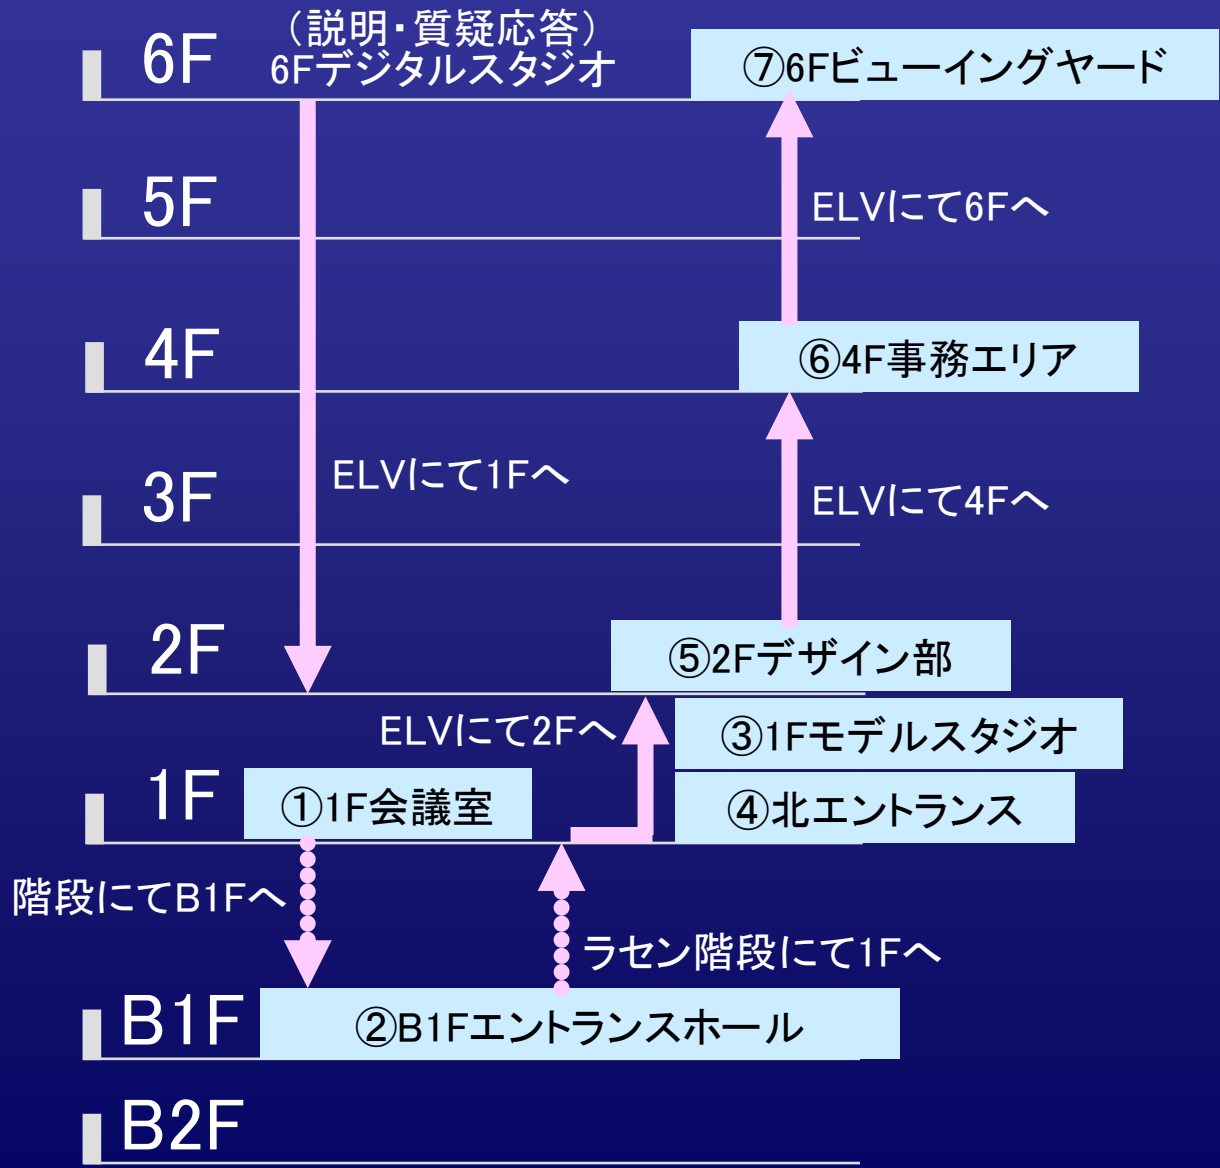 6F
(説明・質疑応答)
6Fデジタルスタジオ
⑦6Fビューイングヤード
5F
ELVにて6Fへ
4F
⑥4F事務エリア
3F
ELVにて1Fへ
ELVにて4Fへ
2F
⑤2Fデザイン部
ELVにて2Fへ
③1Fモデルスタジオ
1F
①1F会議室
④北エントランス
階段にてB1Fへ
ラセン階段にて1Fへ
B1F
②B1Fエントランスホール
B2F